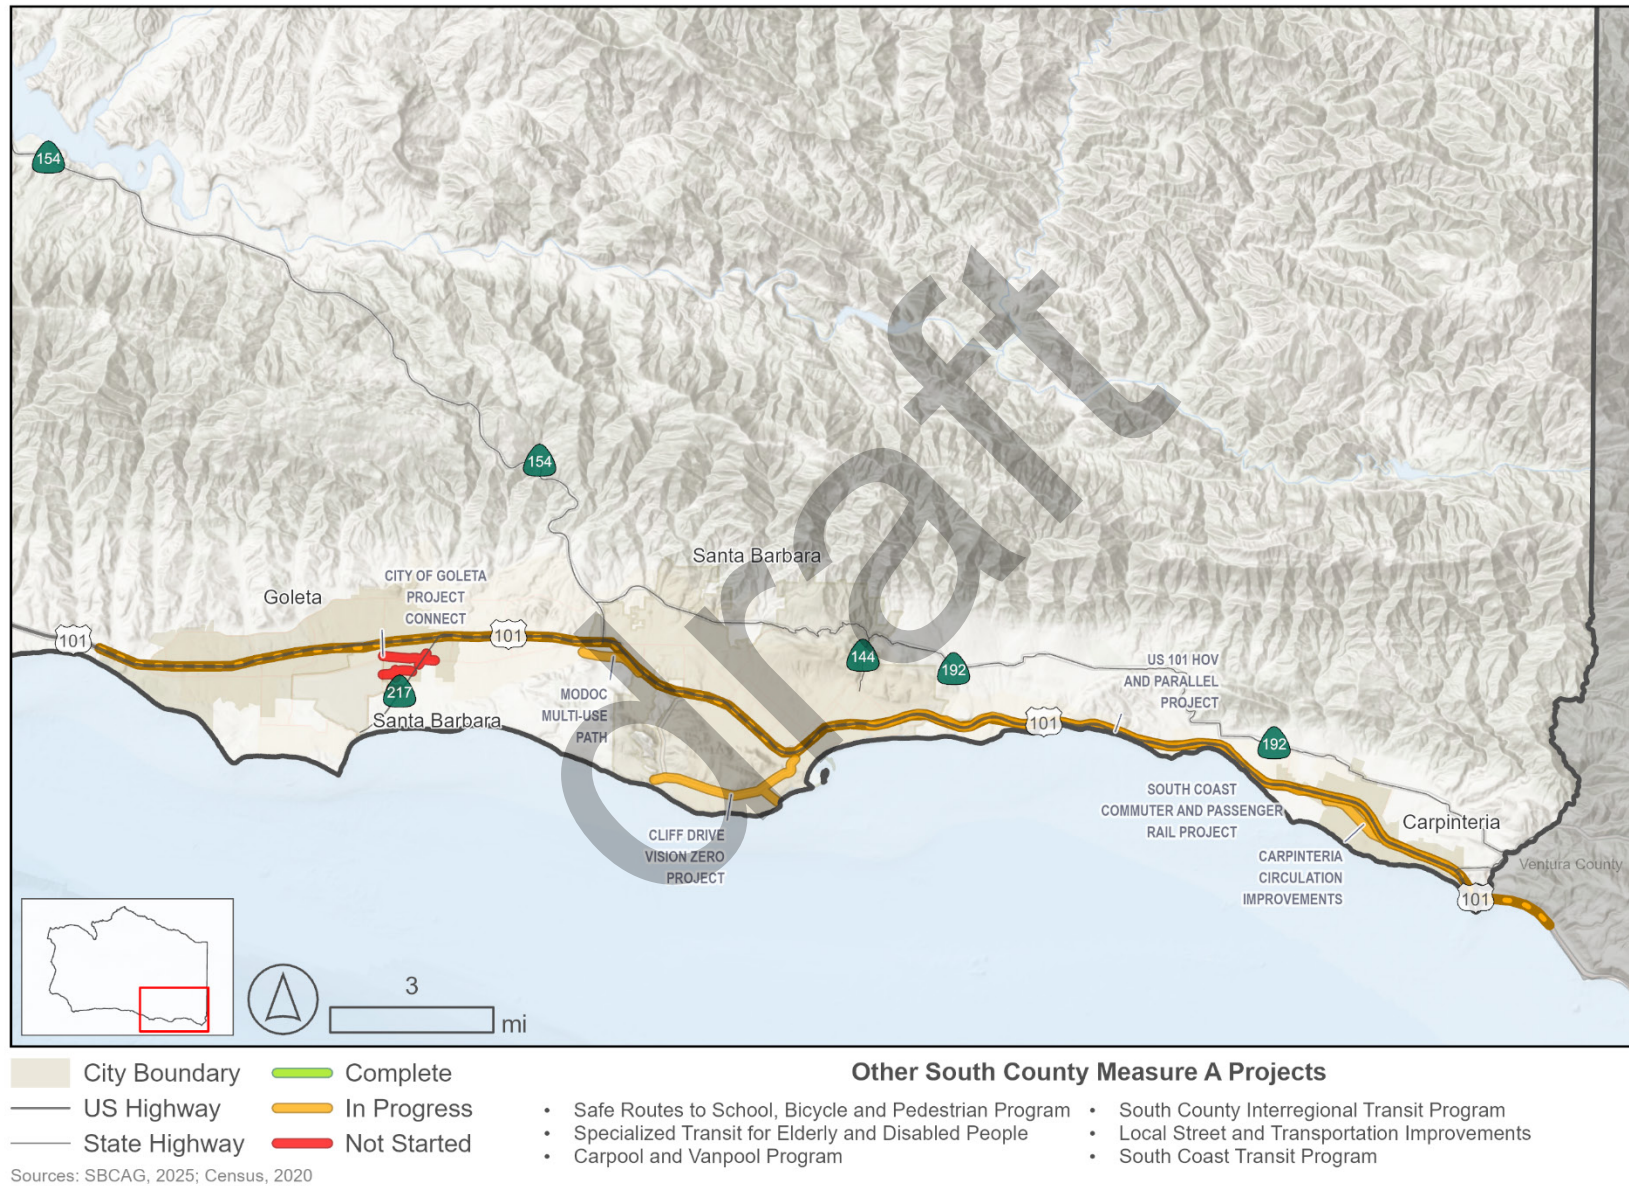 154
154
Santa Barbara
CITY OF GOLETA
PROJECT
CONNECT
Goleta
101
101
144
192
US 101 HOV
AND PARALLEL
PROJECT
217
Santa Barbara
MODOC
MULTI-USE
PATH
101
192
SOUTH COAST
COMMUTER AND PASSENGER
RAIL PROJECT
Carpinteria
CLIFF DRIVE
VISION ZERO
PROJECT
CARPINTERIA
CIRCULATION
IMPROVEMENTS
Ventura County
101
draft
3
mi
City Boundary
US Highway
State Highway
Complete
In Progress
Not Started
Other South County Measure A Projects
• Safe Routes to School, Bicycle and Pedestrian Program
• Specialized Transit for Elderly and Disabled People
• Carpool and Vanpool Program
• South County Interregional Transit Program
• Local Street and Transportation Improvements
• South Coast Transit Program
Sources: SBCAG, 2025; Census, 2020